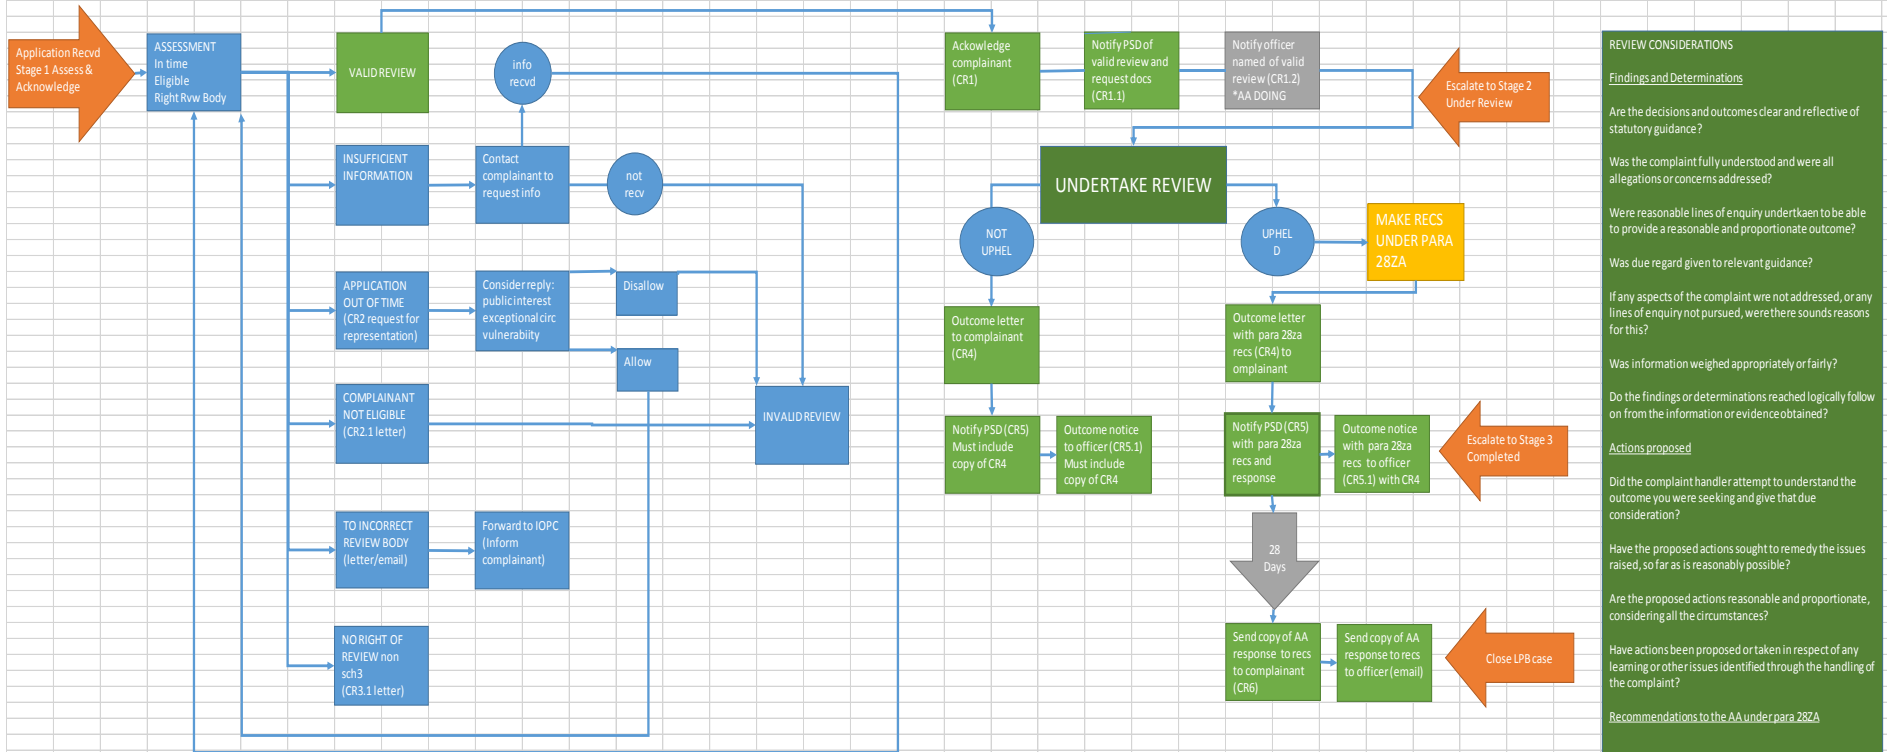 Application Recvd
Stage 1 Assess &
Acknowledge
ASSESSMENT
In time
Eligible
Right Rvw Body
VALID REVIEW
info
recvd
INSUFFICIENT
INFORMATION
Contact
complainant to
request info
not
recv
APPLICATION
OUT OF TIME
(CR2 request for
representation)
Consider reply:
public interest
exceptional circ
vulnerability
Disallow
Allow
COMPLAINANT
NOT ELIGIBLE
(CR2.1 letter)
INVALID REVIEW
TO INCORRECT
REVIEW BODY
(letter/email)
Forward to IOPC
(Inform
complainant)
NO RIGHT OF
REVIEW non
sch3
(CR3.1 letter)
Ackowledge
complainant
(CR1)
Notify PSD of
valid review and
request docs
(CR1.1)
Notify officer
named of valid
review (CR1.2)
*AA DOING
Escalate to Stage 2
Under Review
UNDERTAKE REVIEW
NOT
UPHEL
UPHEL
D
MAKE RECS
UNDER PARA
28ZA
Outcome letter
to complainant
(CR4)
Outcome letter
with para 28za
recs (CR4) to
omplainant
Notify PSD (CR5)
Must include
copy of CR4
Outcome notice
to officer (CR5.1)
Must include
copy of CR4
Notify PSD (CR5)
with para 28za
recs and
response
Outcome notice
with para 28za
recs to officer
(CR5.1) with CR4
Escalate to Stage 3
Completed
28
Days
Send copy of AA
response to recs
to complainant
(CR6)
Send copy of AA
response to recs
to officer (email)
Close LPB case
REVIEW CONSIDERATIONS
Findings and Determinations
Are the decisions and outcomes clear and reflective of
statutory guidance?
Was the complaint fully understood and were all
allegations or concerns addressed?
Were reasonable lines of enquiry undertkaen to be able
to provide a reasonable and proportionate outcome?
Was due regard given to relevant guidance?
If any aspects of the complaint wre not addressed, or any
lines of enquiry not pursued, were there sounds reasons
for this?
Was information weighed appropriately or fairly?
Do the findings or determinations reached logically follow
on from the information or evidence obtained?
Actions proposed
Did the complaint handler attempt to understand the
outcome you were seeking and give that due
consideration?
Have the proposed actions sought to remedy the issues
raised, so far as is reasonably possible?
Are the proposed actions reasonable and proportionate,
considering all the circumstances?
Have actions been proposed or taken in respect of any
learning or other issues identified through the handling of
the complaint?
Recommendations to the AA under para 28ZA